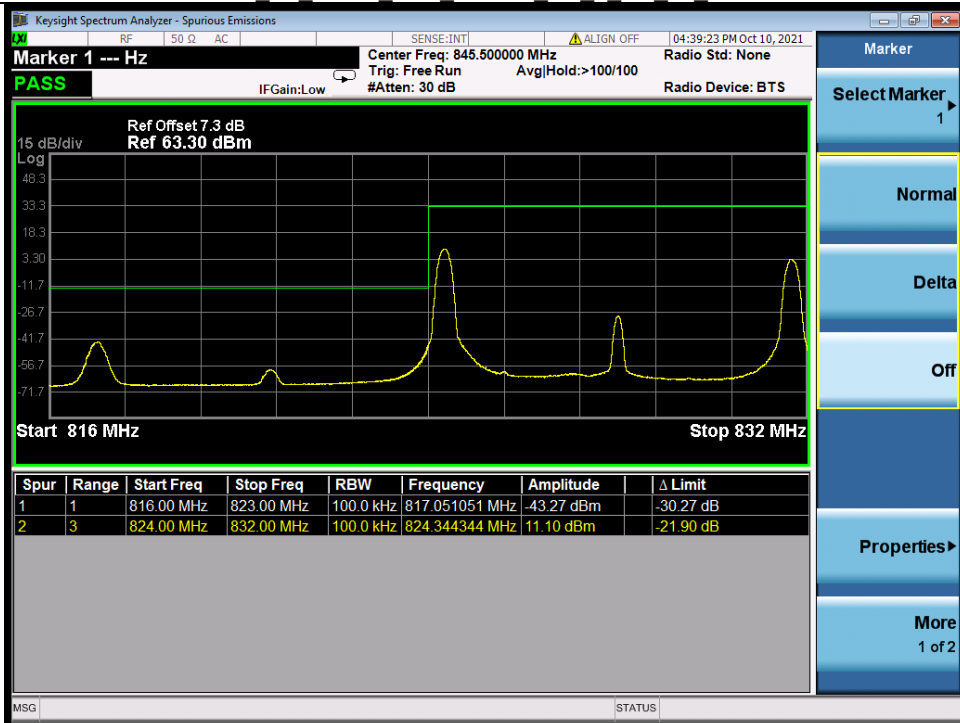 Keysight Spectrum Analyzer - Spurious Emissions
LXI RF 50 Ω AC SENSE:INT ALIGN OFF 04:39:23 PM Oct 10, 2021
Marker 1 --- Hz
PASS
IFGain:Low
Center Freq: 845.500000 MHz
Trig: Free Run Avg|Hold:>100/100
#Atten: 30 dB
Radio Std: None
Radio Device: BTS
Ref Offset 7.3 dB
15 dB/div Ref 63.30 dBm
Log
48.3
33.3
18.3
3.30
-11.7
-26.7
-41.7
-56.7
-71.7
Start 816 MHz Stop 832 MHz
Spur Range Start Freq Stop Freq RBW Frequency Amplitude Δ Limit
1 1 816.00 MHz 823.00 MHz 100.0 kHz 817.051051 MHz -43.27 dBm -30.27 dB
2 3 824.00 MHz 832.00 MHz 100.0 kHz 824.344344 MHz 11.10 dBm -21.90 dB
Marker
Select Marker
1
Normal
Delta
Off
Properties
More
1 of 2
MSG STATUS